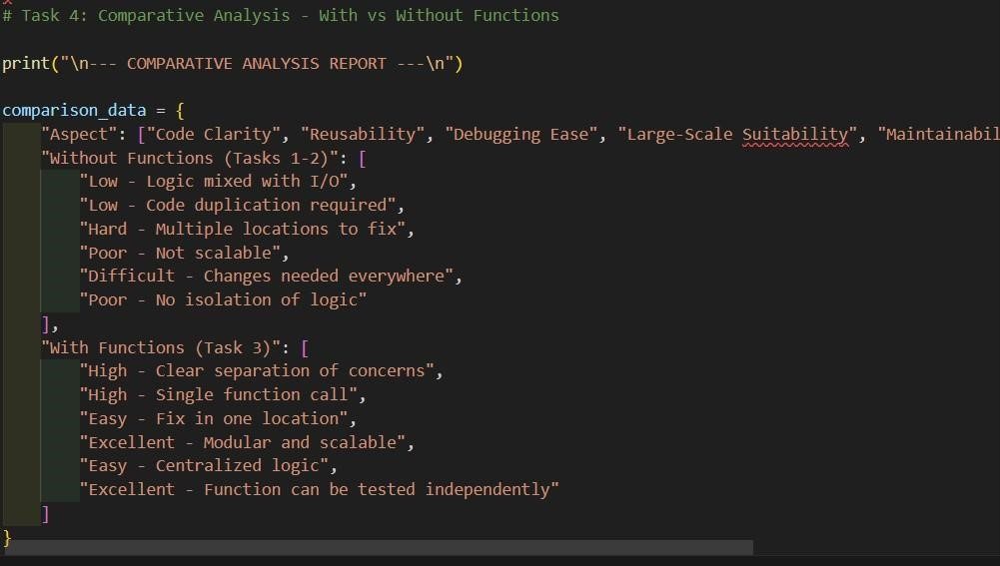 # Task 4: Comparative Analysis - With vs Without Functions
print("\n--- COMPARATIVE ANALYSIS REPORT ---\n")
comparison_data = {
"Aspect": ["Code Clarity", "Reusability", "Debugging Ease", "Large-Scale Suitability", "Maintainabil
"Without Functions (Tasks 1-2)": [
"Low - Logic mixed with I/O",
"Low - Code duplication required",
"Hard - Multiple locations to fix",
"Poor - Not scalable",
"Difficult - Changes needed everywhere",
"Poor - No isolation of logic"
],
"With Functions (Task 3)": [
"High - Clear separation of concerns",
"High - Single function call",
"Easy - Fix in one location",
"Excellent - Modular and scalable",
"Easy - Centralized logic",
"Excellent - Function can be tested independently"
]
}